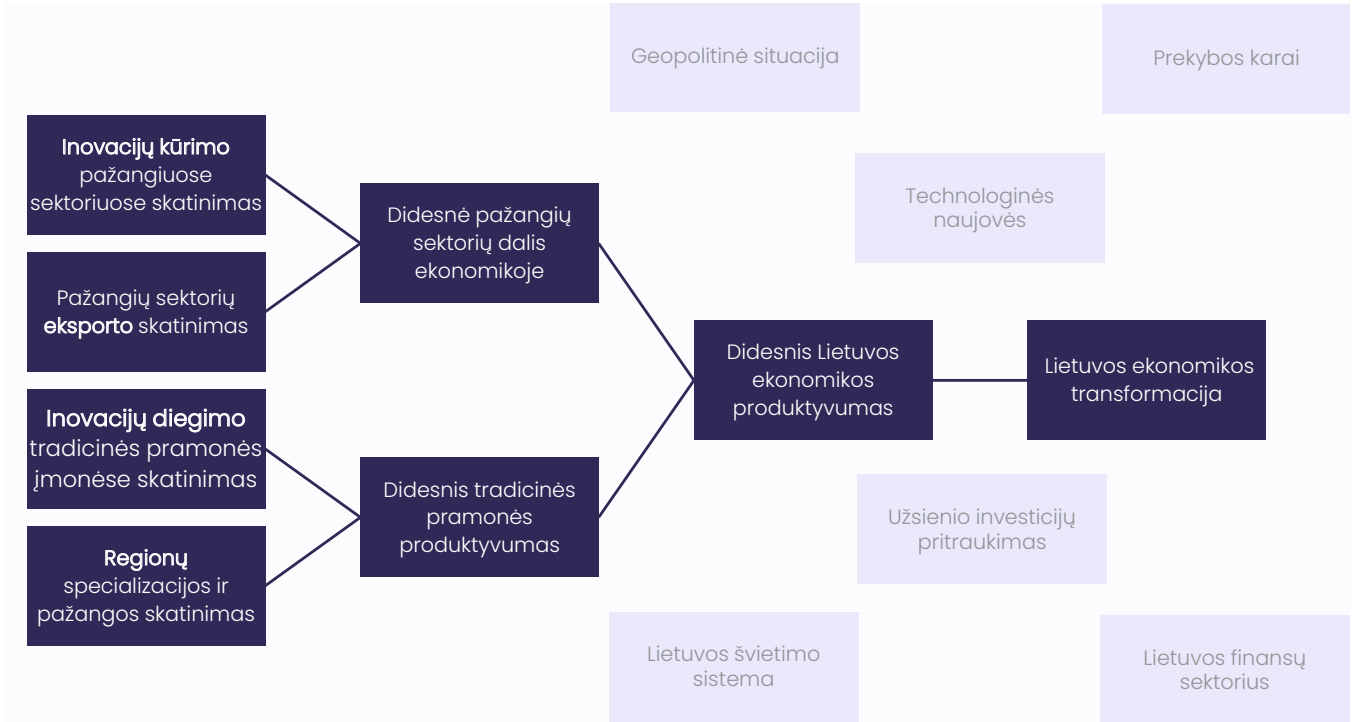 Geopolitinė situacija
Prekybos karai
Inovacijų kūrimo
pažangiuose
sektoriuose skatinimas
Technologinės
naujovės
Didesnė pažangių
sektorių dalis
ekonomikoje
Pažangių sektorių
eksporto skatinimas
Didesnis Lietuvos
ekonomikos
produktyvumas
Lietuvos ekonomikos
transformacija
Inovacijų diegimo
tradicinės pramonės
įmonėse skatinimas
Didesnis tradicinės
pramonės
produktyvumas
Užsienio investicijų
pritraukimas
Regionų
specializacijos ir
pažangos skatinimas
Lietuvos švietimo
sistema
Lietuvos finansų
sektorius